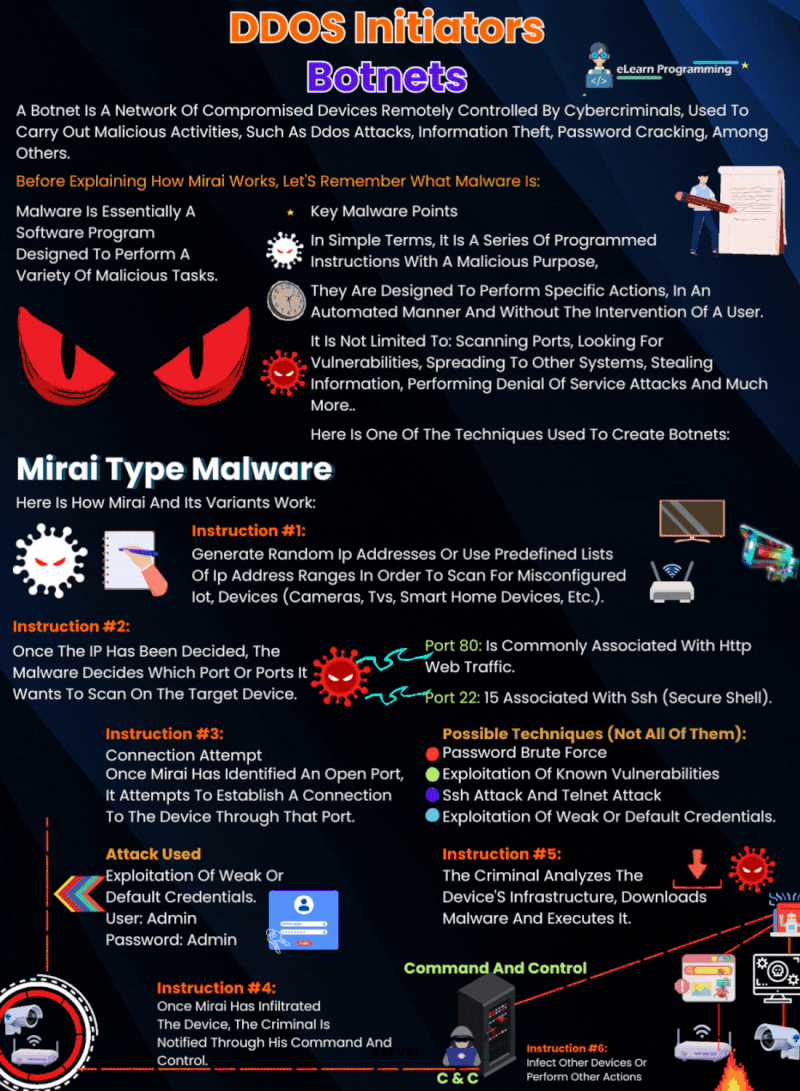 DDOS Initiators
Botnets
eLearn Programming
A Botnet Is A Network Of Compromised Devices Remotely Controlled By Cybercriminals, Used To
Carry Out Malicious Activities, Such As Ddos Attacks, Information Theft, Password Cracking, Among
Others.
Before Explaining How Mirai Works, Let'S Remember What Malware Is:
Malware Is Essentially A
Software Program
Designed To Perform A
Variety Of Malicious Tasks.
Key Malware Points
In Simple Terms, It Is A Series Of Programmed
Instructions With A Malicious Purpose,
They Are Designed To Perform Specific Actions, In An
Automated Manner And Without The Intervention Of A User.
It Is Not Limited To: Scanning Ports, Looking For
Vulnerabilities, Spreading To Other Systems, Stealing
Information, Performing Denial Of Service Attacks And Much
More..
Here Is One Of The Techniques Used To Create Botnets:
Mirai Type Malware
Here Is How Mirai And Its Variants Work:
Instruction #1:
Generate Random Ip Addresses Or Use Predefined Lists
Of Ip Address Ranges In Order To Scan For Misconfigured
Iot, Devices (Cameras, Tvs, Smart Home Devices, Etc.).
Instruction #2:
Once The IP Has Been Decided, The
Malware Decides Which Port Or Ports It
Wants To Scan On The Target Device.
Port 80: Is Commonly Associated With Http
Web Traffic.
Port 22: 15 Associated With Ssh (Secure Shell).
Instruction #3:
Connection Attempt
Once Mirai Has Identified An Open Port,
It Attempts To Establish A Connection
To The Device Through That Port.
Possible Techniques (Not All Of Them):
Password Brute Force
Exploitation Of Known Vulnerabilities
Ssh Attack And Telnet Attack
Exploitation Of Weak Or Default Credentials.
Attack Used
Exploitation Of Weak Or
Default Credentials.
User: Admin
Password: Admin
Instruction #5:
The Criminal Analyzes The
Device'S Infrastructure, Downloads
Malware And Executes It.
Command And Control
Instruction #4:
Once Mirai Has Infiltrated
The Device, The Criminal Is
Notified Through His Command And
Control.
Server
C & C
Instruction #6:
Infect Other Devices Or
Perform Other Actions